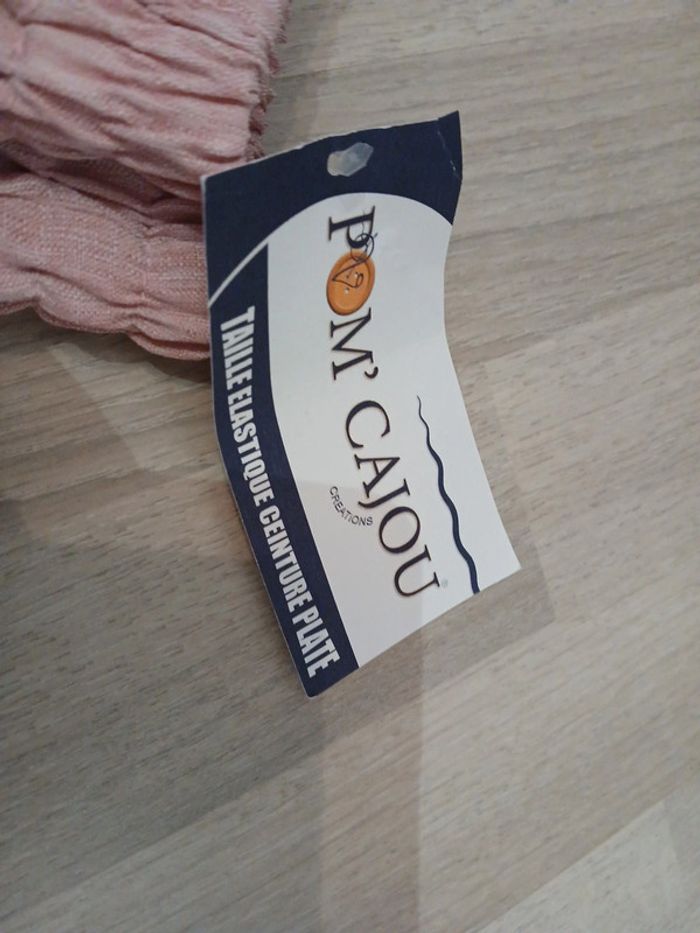 POM' CAJOU
CREATIONS
TAILLE ELASTIQUE CEINTURE PLATE